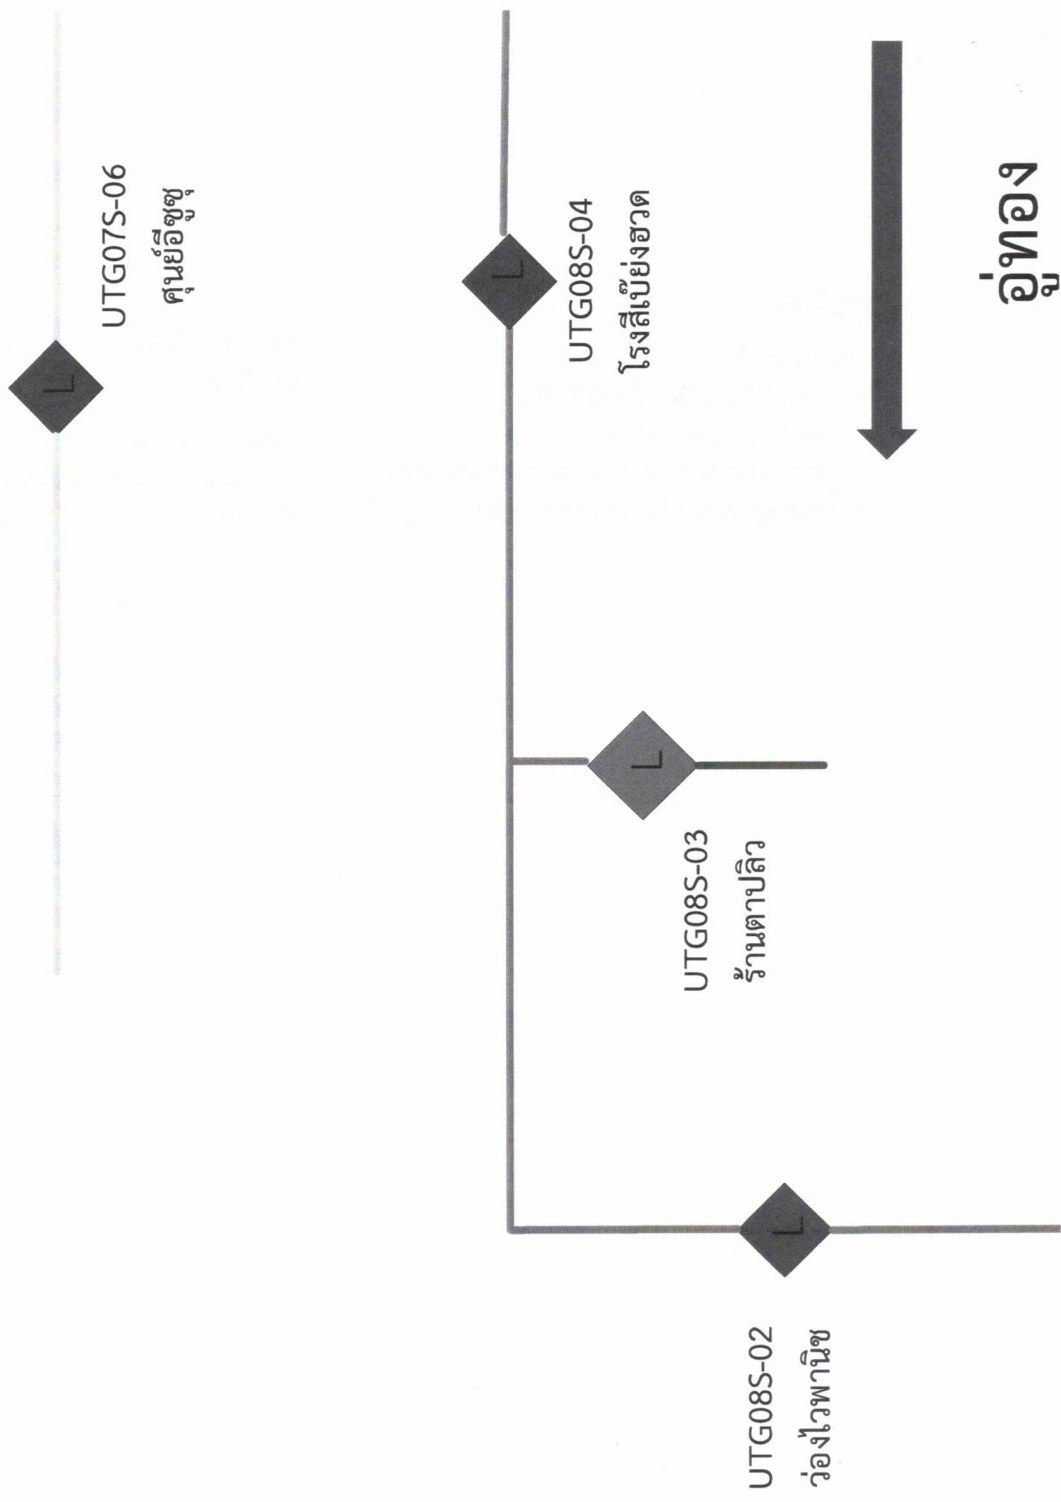 UTG07S-06
ศูนย์อีซูซุ
L
UTG08S-04
โรงสีเบ๊ย่งฮวด
L
UTG08S-03
ร้านตาปลิว
L
UTG08S-02
ว่องไวพานิช
L
อู่ทอง